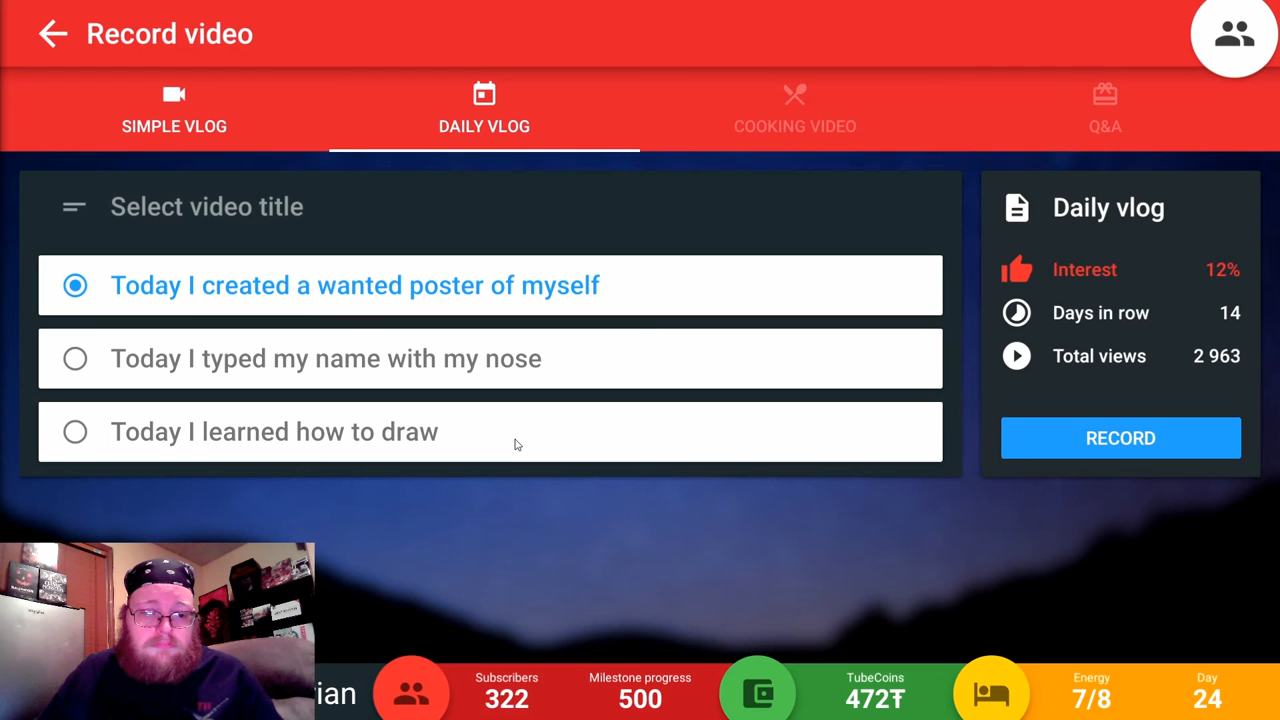 Record video
SIMPLE VLOG
DAILY VLOG
COOKING VIDEO
Q&A
Select video title
Today I created a wanted poster of myself
Today I typed my name with my nose
Today I learned how to draw
Daily vlog
Interest 12%
Days in row 14
Total views 2 963
RECORD
ian
Subscribers
322
Milestone progress
500
TubeCoins
472Ŧ
Energy
7/8
Day
24